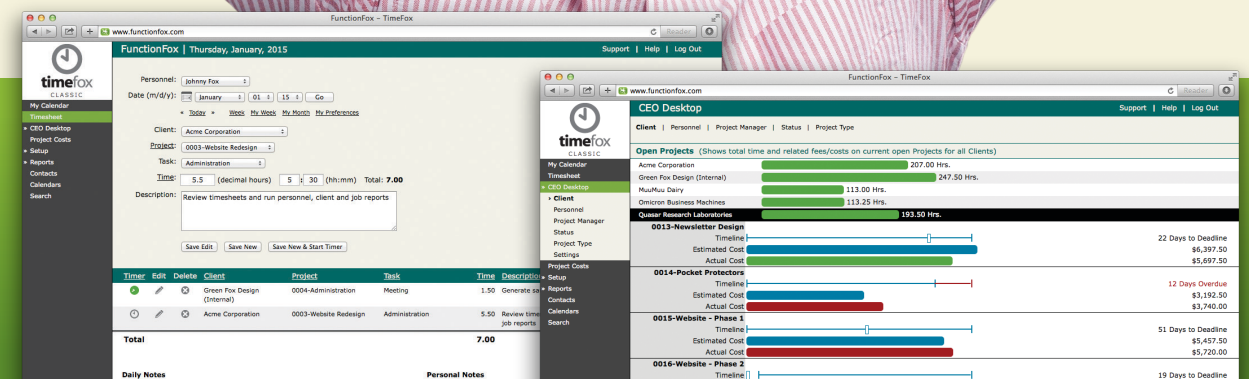 FunctionFox – TimeFox
www.functionfox.com
Reader
timefox
CLASSIC
My Calendar
Timesheet
CEO Desktop
Project Costs
Setup
Reports
Contacts
Calendars
Search
FunctionFox | Thursday, January, 2015
Support | Help | Log Out
Personnel: Johnny Fox
Date (m/d/y): January 01 15 Go
« Today » Week My Week My Month My Preferences
Client: Acme Corporation
Project: 0003-Website Redesign
Task: Administration
Time: 5.5 (decimal hours) 5 : 30 (hh:mm) Total: 7.00
Description: Review timesheets and run personnel, client and job reports
Save Edit Save New Save New & Start Timer
Timer Edit Delete Client Project Task Time Description
Green Fox Design 0004-Administration Meeting 1.50 Generate sa
(Internal)
Acme Corporation 0003-Website Redesign Administration 5.50 Review time
job reports
Total 7.00
Daily Notes Personal Notes
FunctionFox – TimeFox
www.functionfox.com
Reader
timefox
CLASSIC
My Calendar
Timesheet
CEO Desktop
Client
Personnel
Project Manager
Status
Project Type
Settings
Project Costs
Setup
Reports
Contacts
Calendars
Search
CEO Desktop
Support | Help | Log Out
Client | Personnel | Project Manager | Status | Project Type
Open Projects (Shows total time and related fees/costs on current open Projects for all Clients)
Acme Corporation 207.00 Hrs.
Green Fox Design (Internal) 247.50 Hrs.
MuuMuu Dairy 113.00 Hrs.
Omicron Business Machines 113.25 Hrs.
Quasar Research Laboratories 193.50 Hrs.
0013-Newsletter Design
Timeline 22 Days to Deadline
Estimated Cost $6,397.50
Actual Cost $5,697.50
0014-Pocket Protectors
Timeline 12 Days Overdue
Estimated Cost $3,192.50
Actual Cost $3,740.00
0015-Website - Phase 1
Timeline 51 Days to Deadline
Estimated Cost $5,457.50
Actual Cost $5,720.00
0016-Website - Phase 2
Timeline 19 Days to Deadline